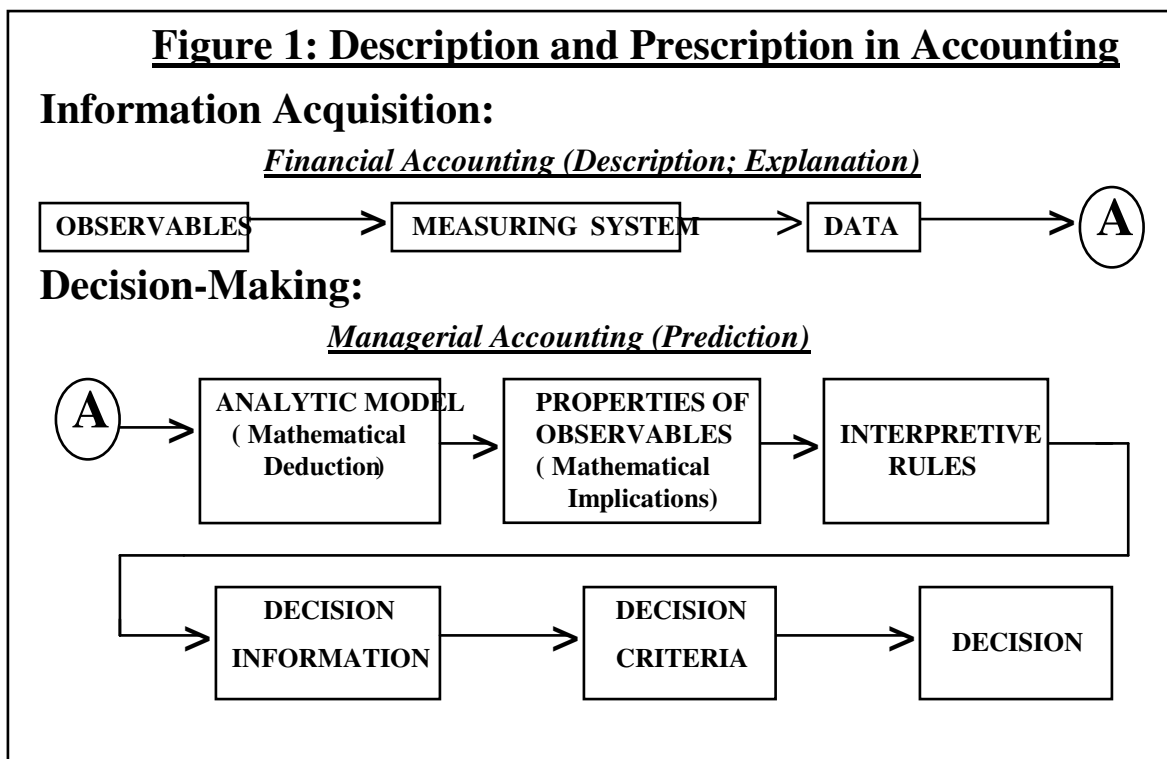 Figure 1: Description and Prescription in Accounting
Information Acquisition:
Financial Accounting (Description; Explanation)
OBSERVABLES
MEASURING SYSTEM
DATA
A
Decision-Making:
Managerial Accounting (Prediction)
A
ANALYTIC MODEL
( Mathematical
Deduction)
PROPERTIES OF
OBSERVABLES
( Mathematical
Implications)
INTERPRETIVE
RULES
DECISION
INFORMATION
DECISION
CRITERIA
DECISION